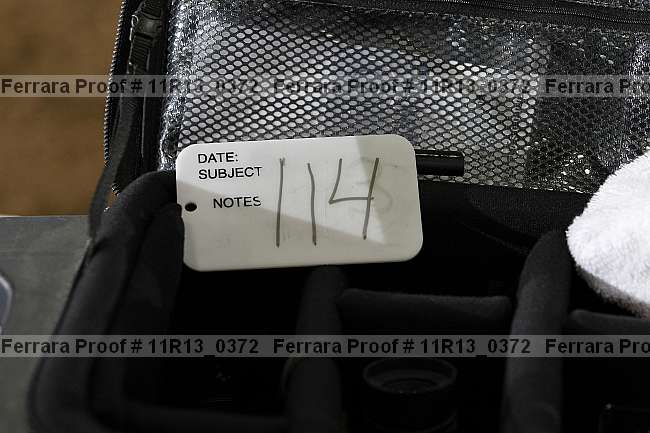 Ferrara Proof # 11R13_0372 Ferrara Proof # 11R13_0372 Ferrara Pro
DATE:
SUBJECT
NOTES 114
Ferrara Proof # 11R13_0372 Ferrara Proof # 11R13_0372 Ferrara Pro